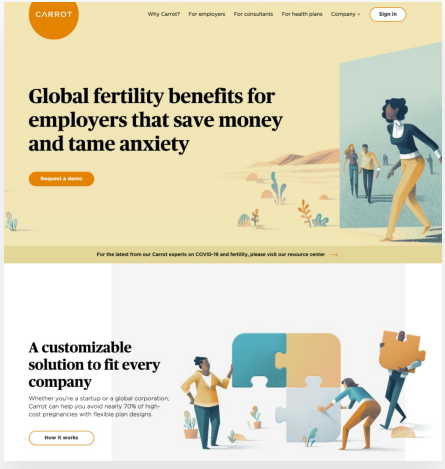 CARROT
Why Carrot? For employers For consultants For health plans Company Sign in
Global fertility benefits for
employers that save money
and tame anxiety
Request a demo
For the latest from our Carrot experts on COVID-19 and fertility, please visit our resource center →
A customizable
solution to fit every
company
Whether you're a startup or a global corporation,
Carrot can help you avoid nearly 70% of high-
cost pregnancies with flexible plan designs.
How it works